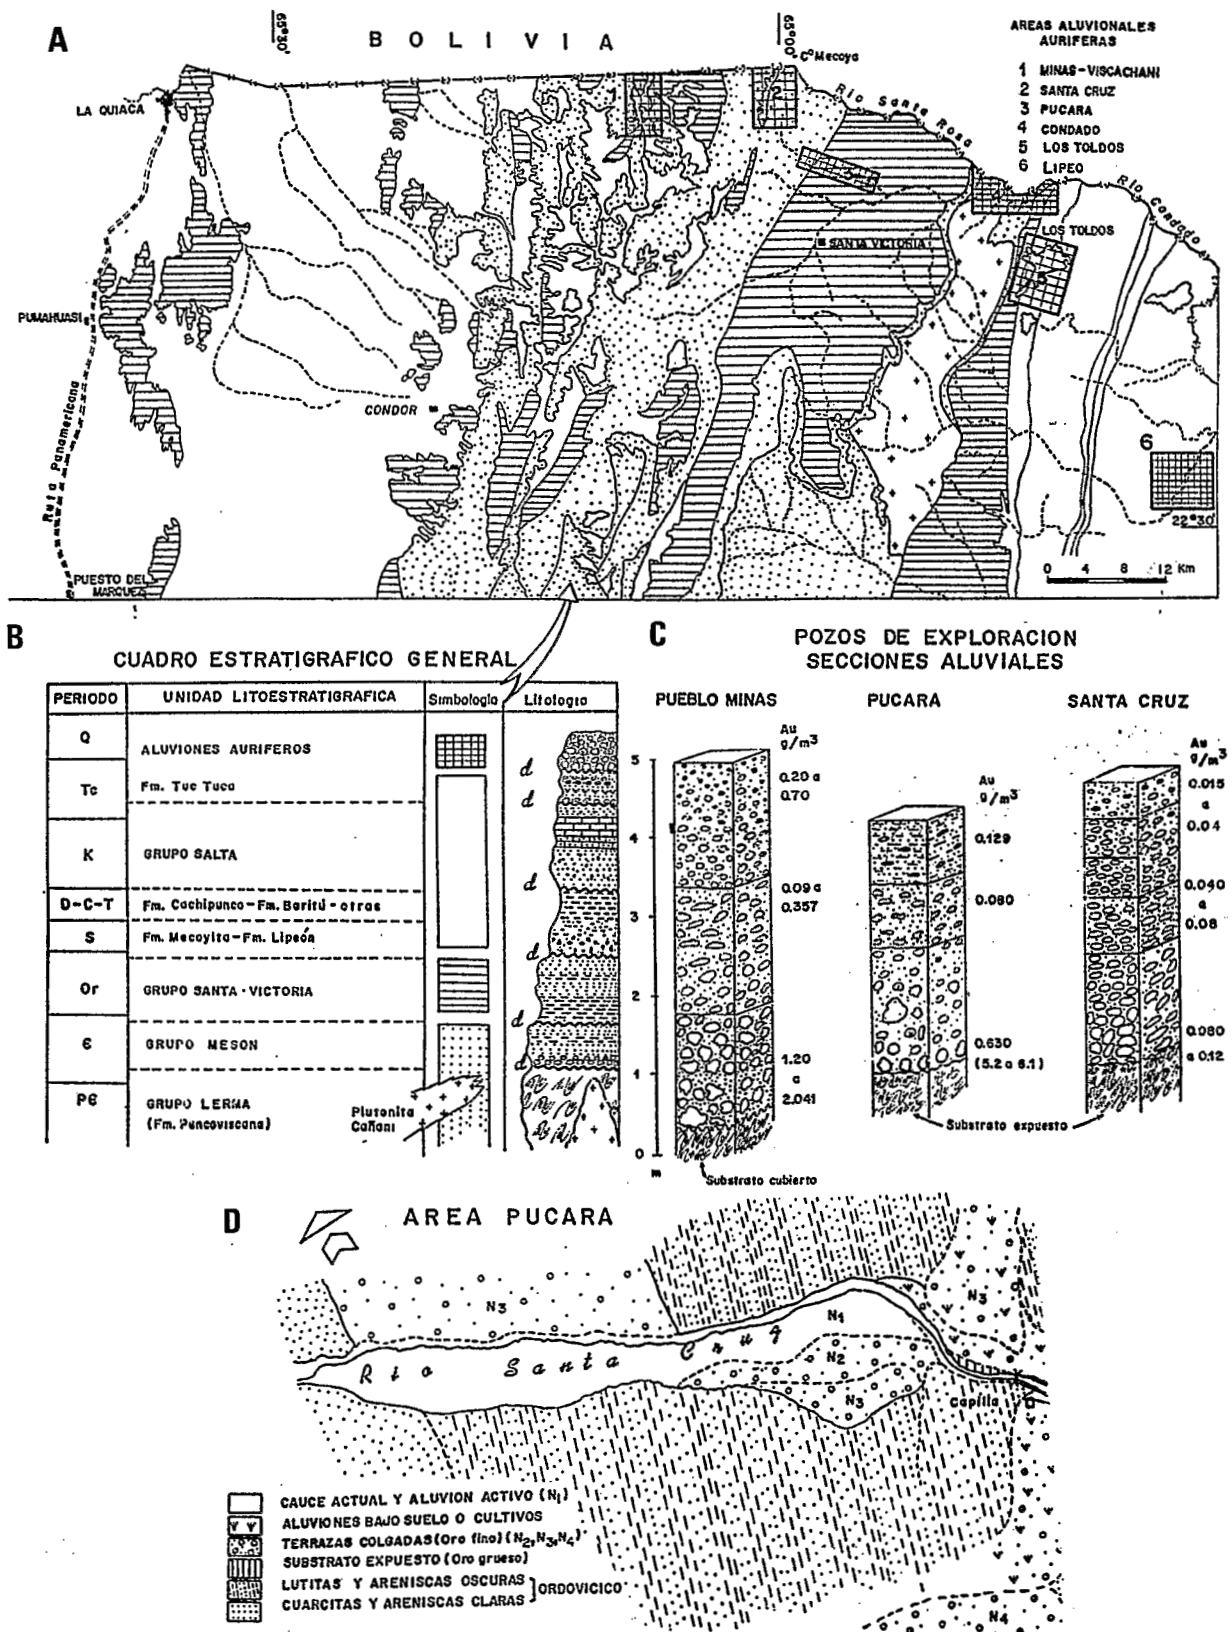 A
65°30'
BOLIVIA
65°00'
C° Mecoya
AREAS ALUVIONALES
AURIFERAS
1 MINAS-VISCACHANI
2 SANTA CRUZ
3 PUCARA
4 CONDADO
5 LOS TOLDOS
6 LIPEO
LA QUIACA
Rio Santa Rosa
2
Rio Condado
LOS TOLDOS
SANTA VICTORIA
PUMAHUASI
Ruta Panamericana
CONDOR
6
22°30'
PUESTO DEL
MARQUEZ
0 4 8 12 Km
B
CUADRO ESTRATIGRAFICO GENERAL
PERIODO UNIDAD LITOESTRATIGRAFICA Simbologia Litologia
Q
ALUVIONES AURIFEROS
d
Tc Fm. Tuc Tuca
d
K GRUPO SALTA
d
D-C-T Fm. Cachipunco-Fm. Baritú-otras
S Fm. Mecoyita-Fm. Lipeón
d
Or GRUPO SANTA-VICTORIA
d
Є GRUPO MESON
d
PЄ GRUPO LERMA
(Fm. Puncoviscana)
Plutonita
Cañani
C
POZOS DE EXPLORACION
SECCIONES ALUVIALES
PUEBLO MINAS PUCARA SANTA CRUZ
5
4
3
2
1
0
m
Au
g/m3
0.20 a
0.70
0.09 a
0.357
1.20
a
2.041
Substrato cubierto
Au
g/m3
0.129
0.080
0.630
(5.2 a 6.1)
Substrato expuesto
Au
g/m3
0.015
a
0.04
0.040
a
0.08
0.080
a 0.12
D
AREA PUCARA
N3
N3
N1
Rio Santa Cruz
N2
N3
Capilla
N4
CAUCE ACTUAL Y ALUVION ACTIVO (N1)
ALUVIONES BAJO SUELO O CULTIVOS
TERRAZAS COLGADAS (Oro fino) (N2,N3,N4)
SUBSTRATO EXPUESTO (Oro grueso)
LUTITAS Y ARENISCAS OSCURAS
CUARCITAS Y ARENISCAS CLARAS
ORDOVICICO